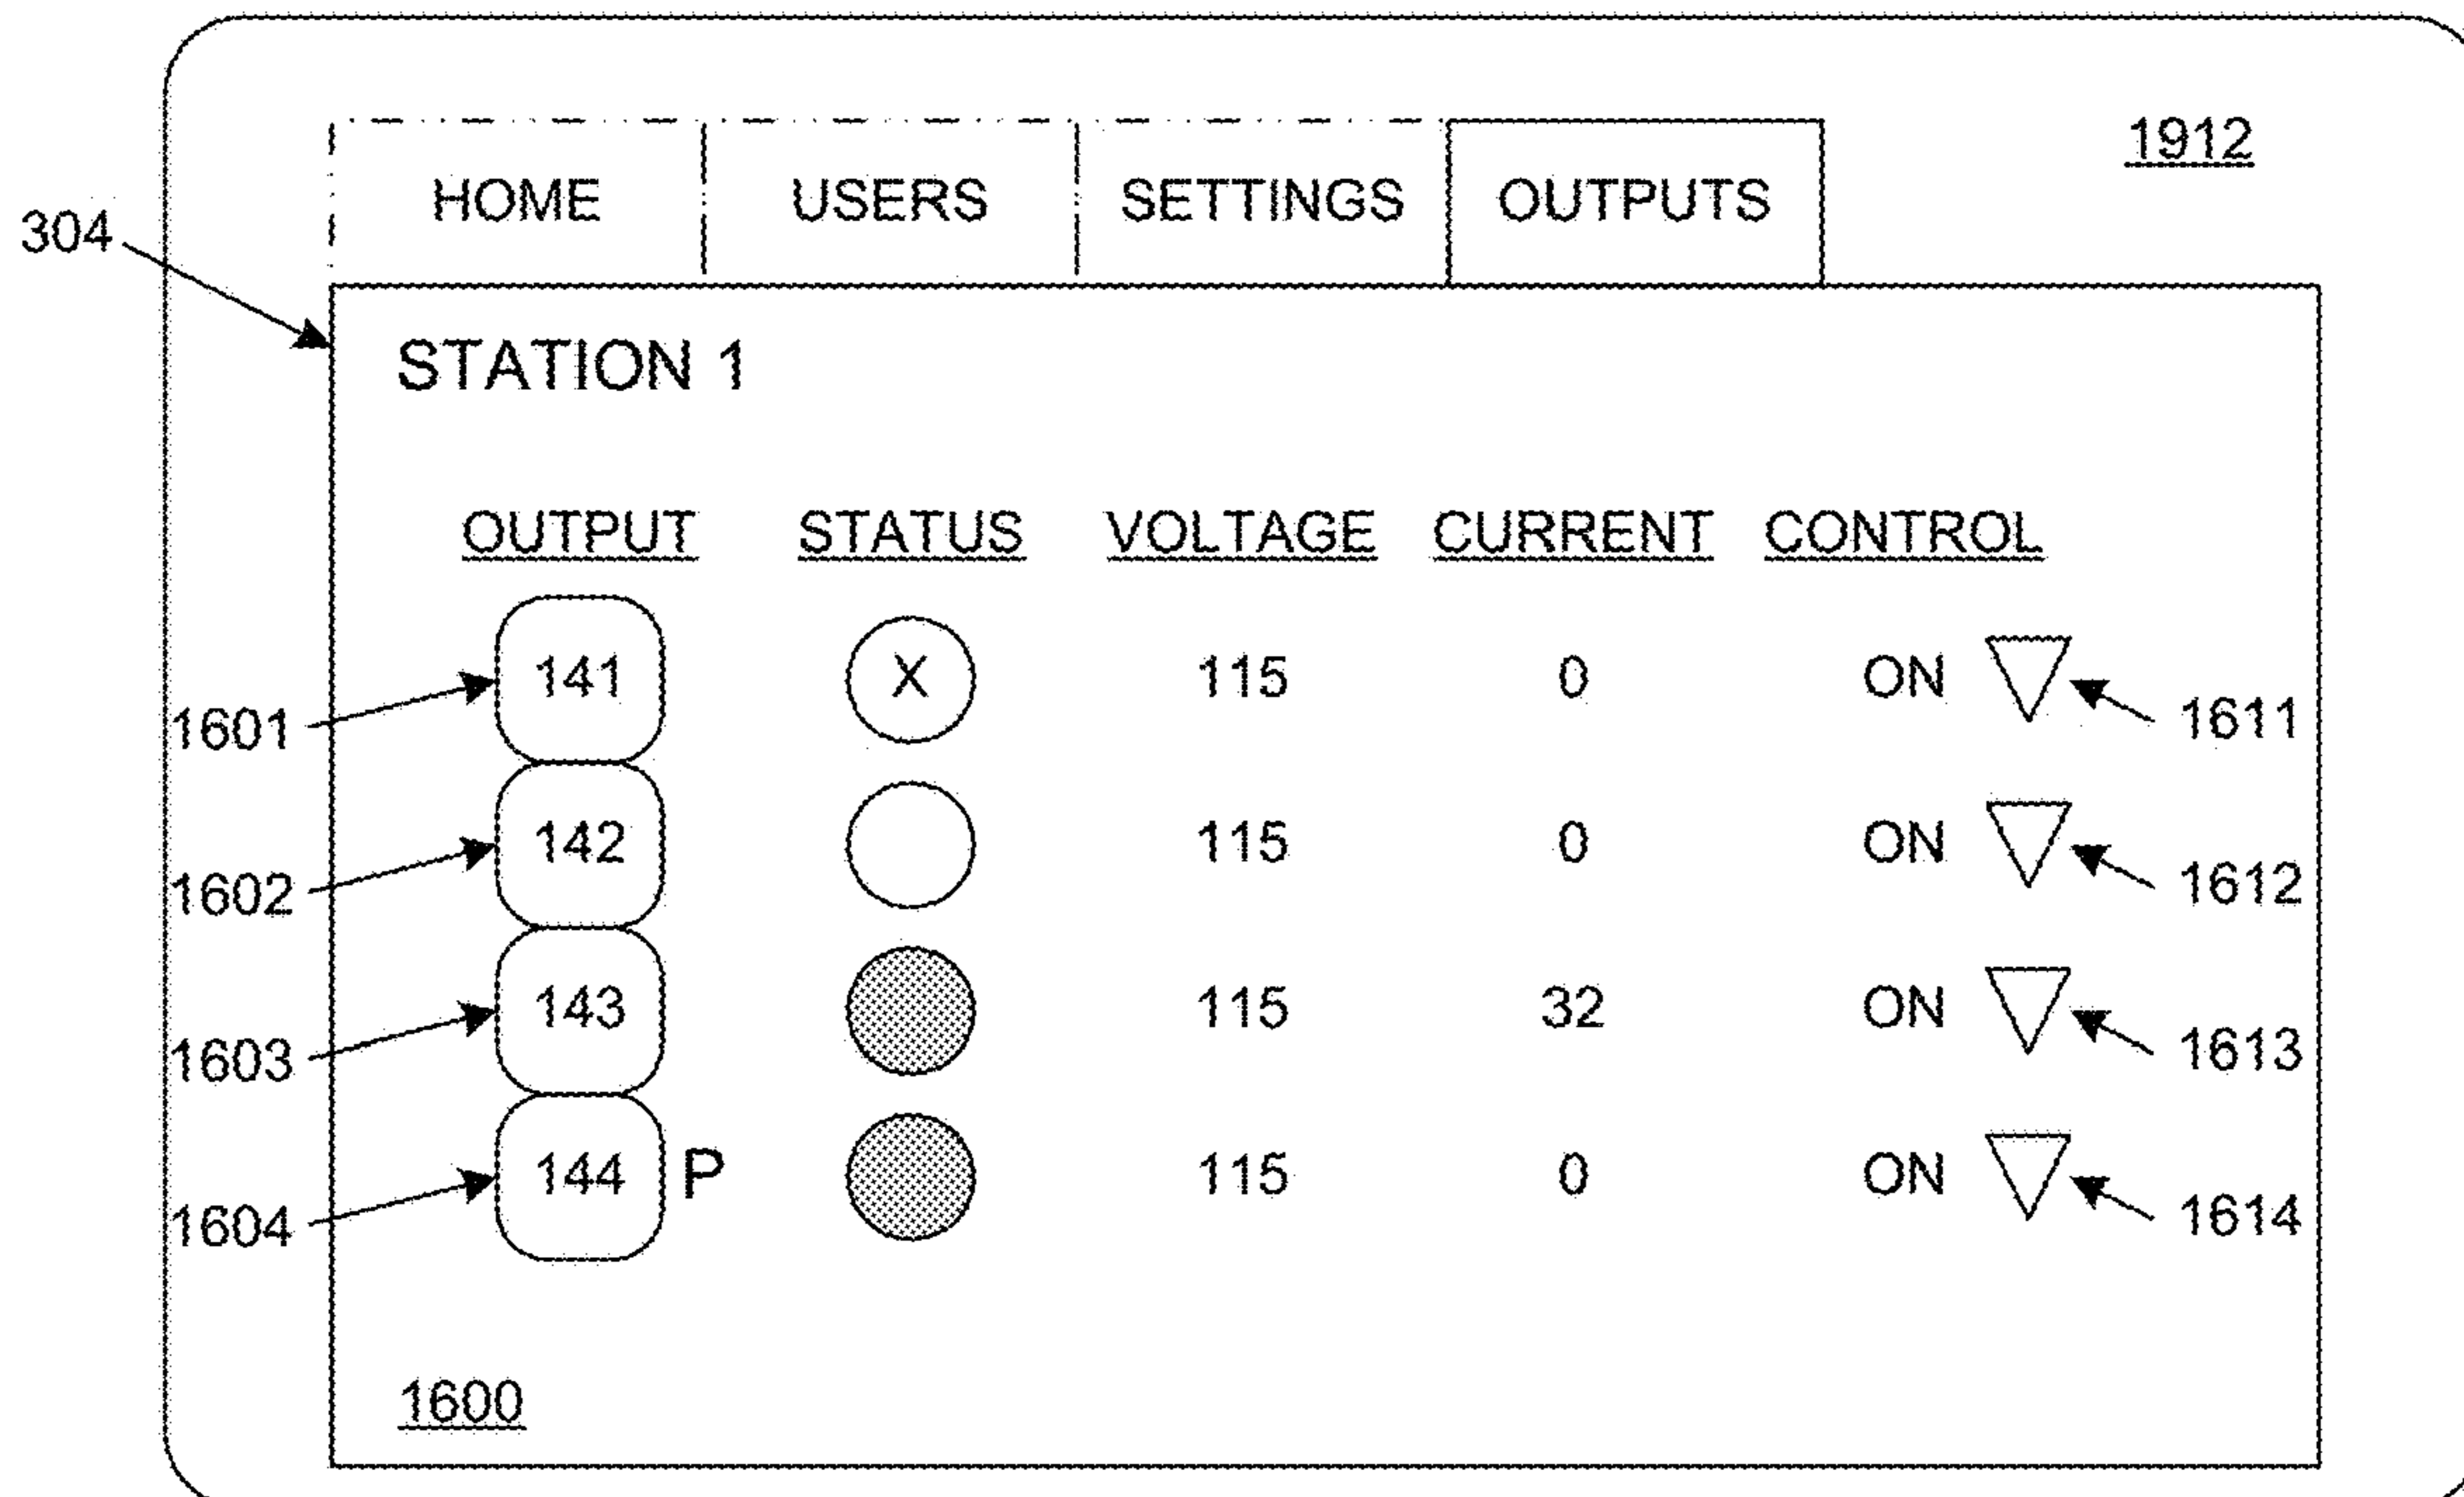 1912
HOME USERS SETTINGS OUTPUTS
304
STATION 1
OUTPUT STATUS VOLTAGE CURRENT CONTROL
141 X 115 0 ON
1601 1611
142 115 0 ON
1602 1612
143 115 32 ON
1603 1613
144 P 115 0 ON
1604 1614
1600